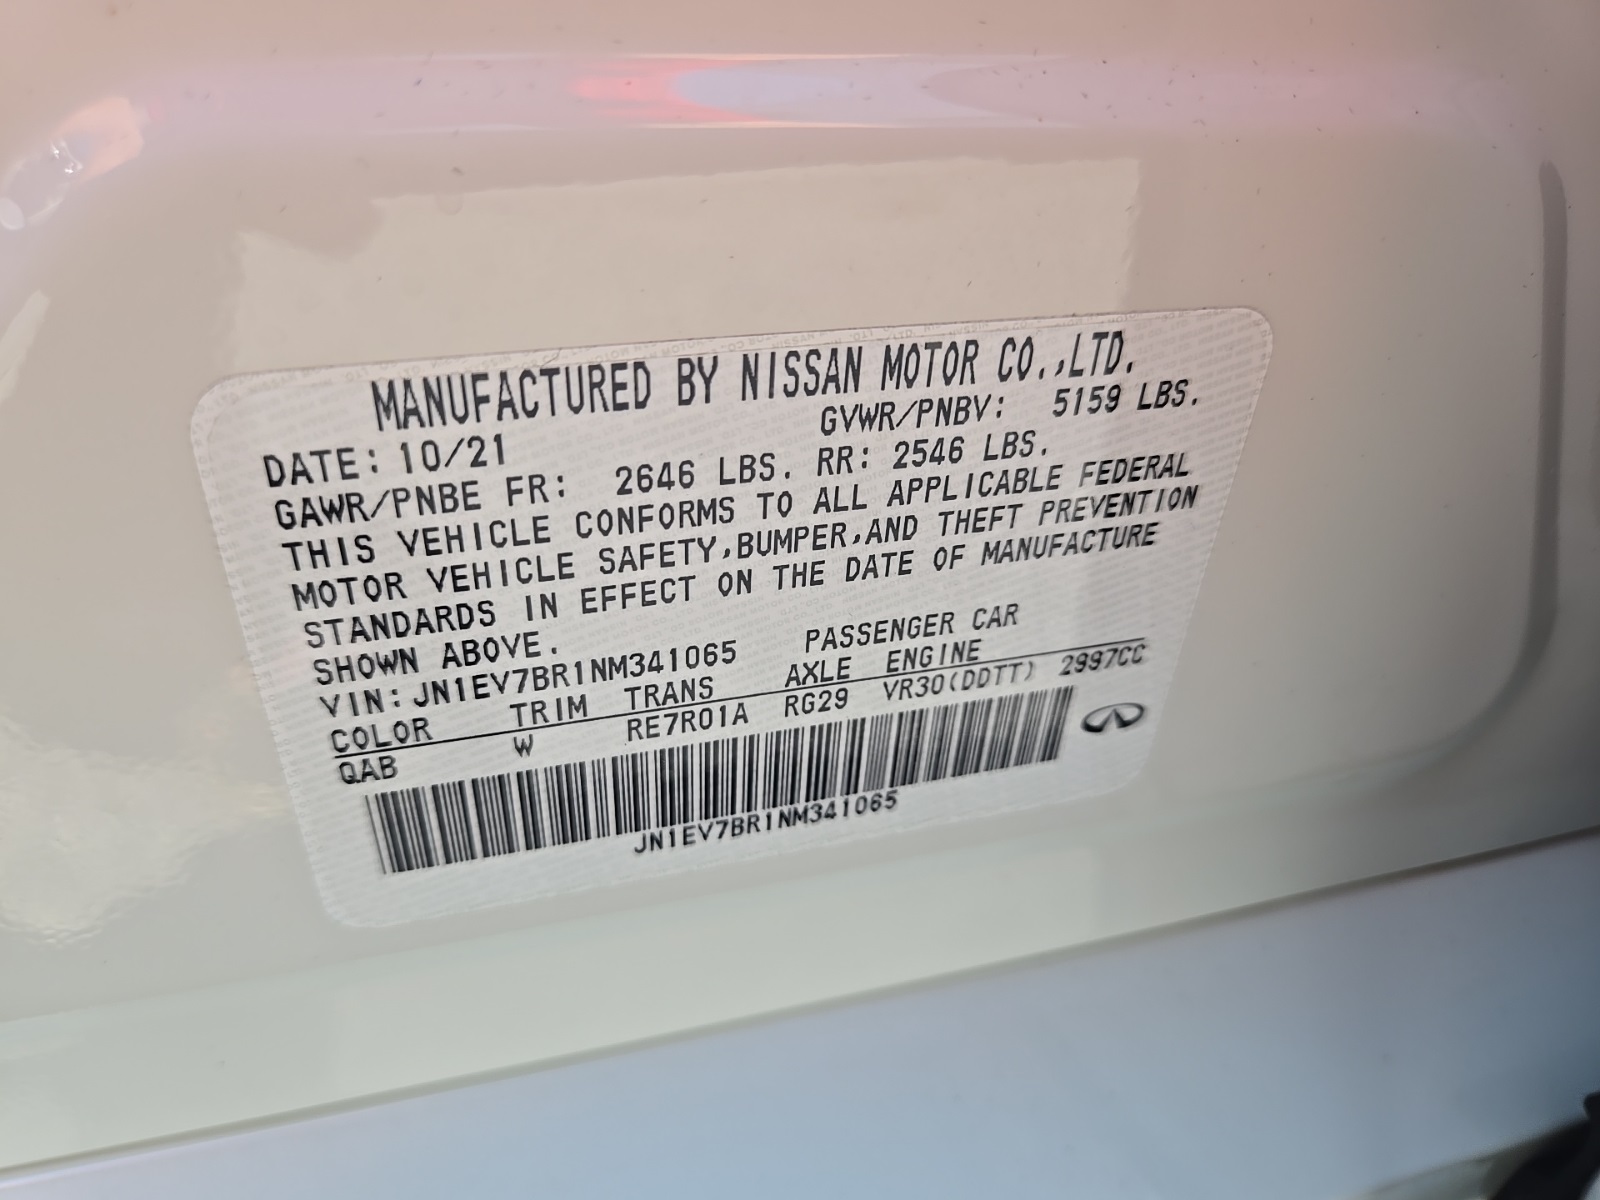 MANUFACTURED BY NISSAN MOTOR CO.,LTD.
DATE: 10/21 GVWR/PNBV: 5159 LBS.
GAWR/PNBE FR: 2646 LBS. RR: 2546 LBS.
THIS VEHICLE CONFORMS TO ALL APPLICABLE FEDERAL
MOTOR VEHICLE SAFETY,BUMPER,AND THEFT PREVENTION
STANDARDS IN EFFECT ON THE DATE OF MANUFACTURE
SHOWN ABOVE.
VIN: JN1EV7BR1NM341065 PASSENGER CAR
COLOR TRIM TRANS AXLE ENGINE
QAB W RE7R01A RG29 VR30(DDTT) 2997CC
JN1EV7BR1NM341065